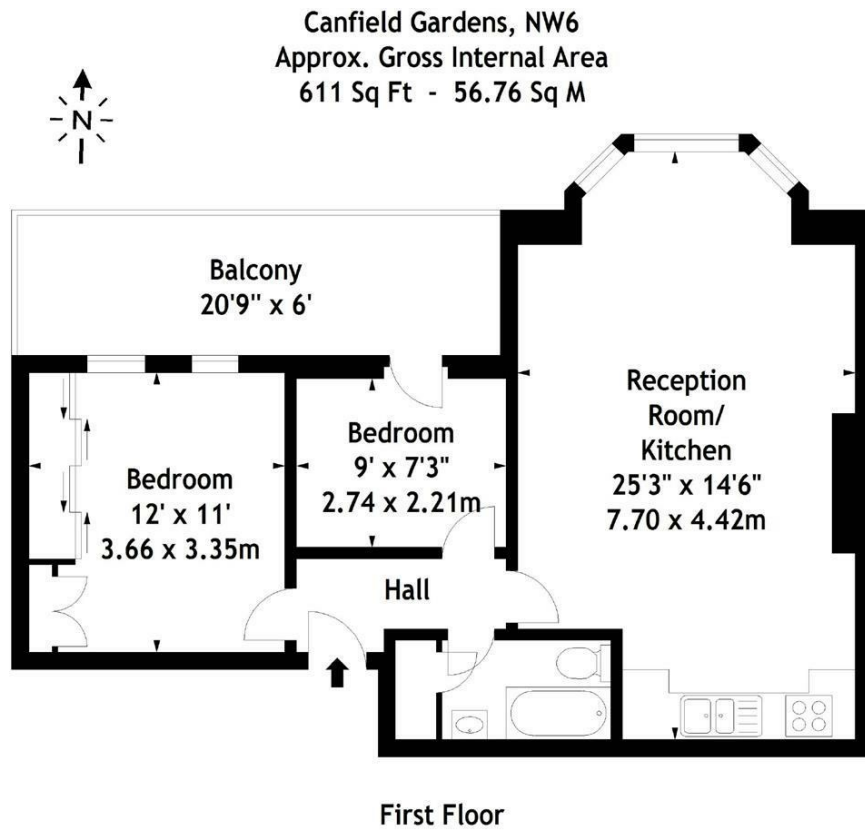 Canfield Gardens, NW6
Approx. Gross Internal Area
611 Sq Ft - 56.76 Sq M
N
Balcony
20'9" x 6'
Reception
Room/
Kitchen
25'3" x 14'6"
7.70 x 4.42m
Bedroom
9' x 7'3"
2.74 x 2.21m
Bedroom
12' x 11'
3.66 x 3.35m
Hall
First Floor